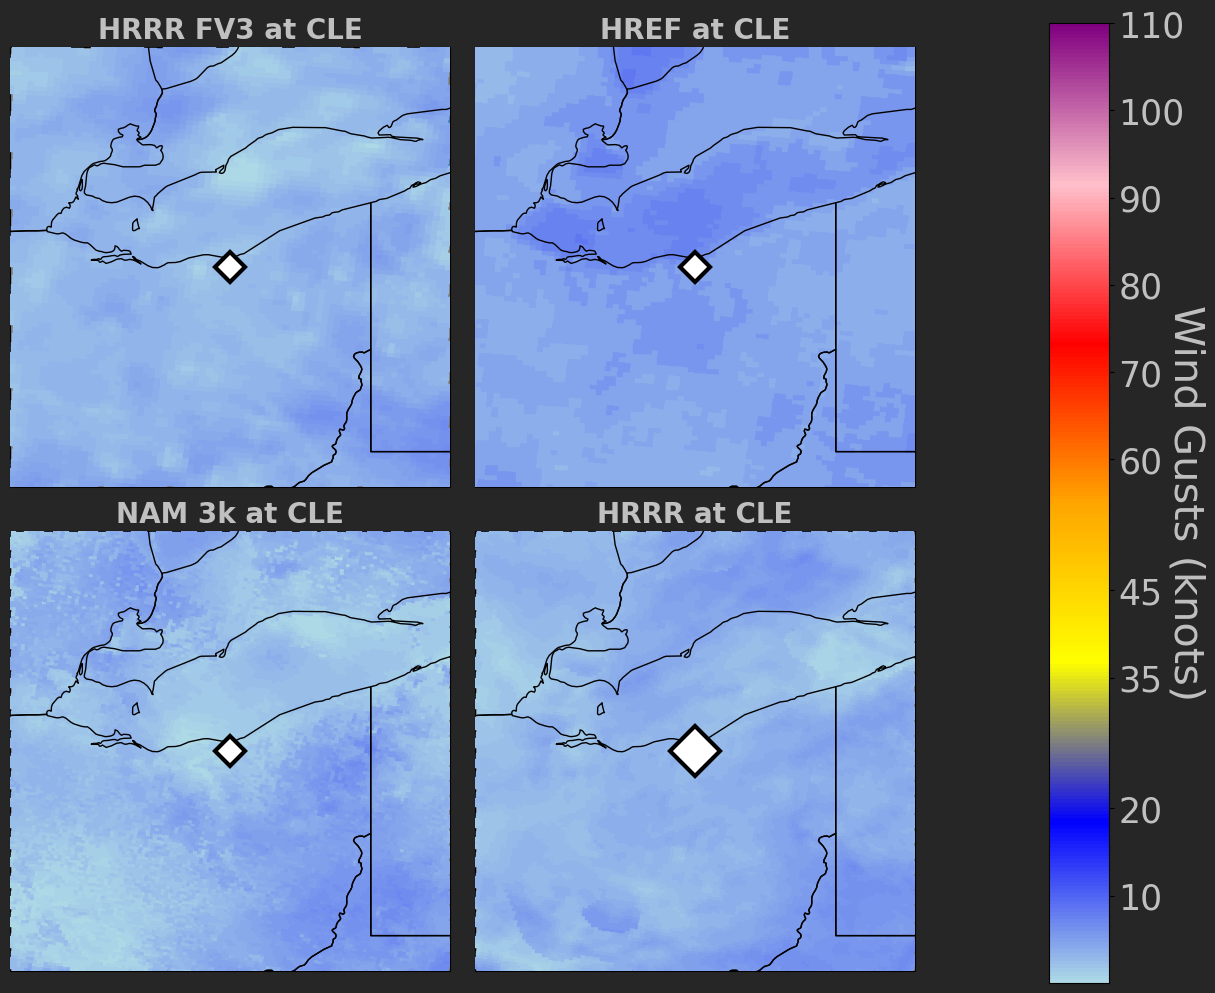 HRRR FV3 at CLE
HREF at CLE
NAM 3k at CLE
HRRR at CLE
110
100
90
80
70
60
45
35
20
10
Wind Gusts (knots)